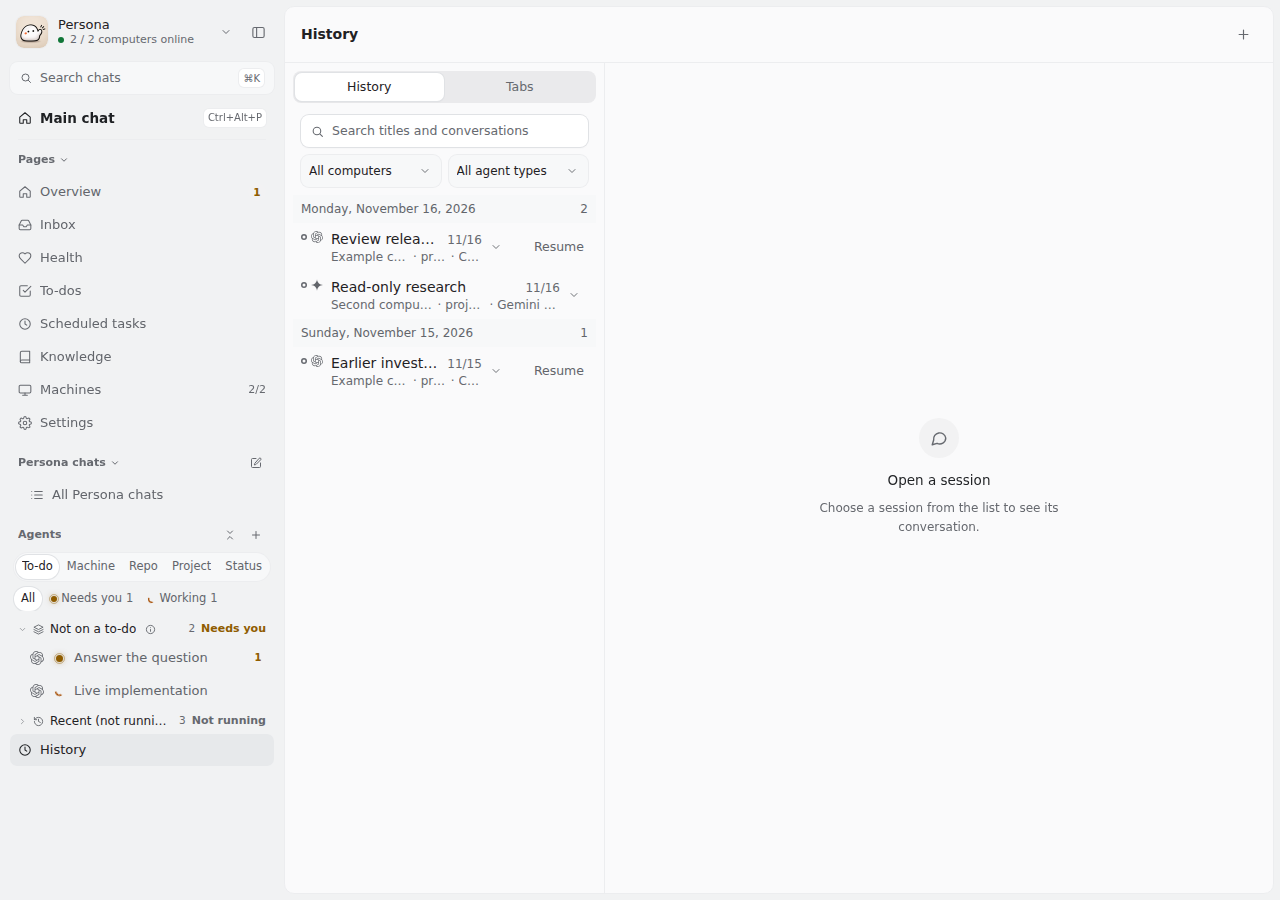 Persona
2 / 2 computers online
Search chats
⌘K
Main chat
Ctrl+Alt+P
Pages
Overview
1
Inbox
Health
To-dos
Scheduled tasks
Knowledge
Machines
2/2
Settings
Persona chats
All Persona chats
Agents
To-do
Machine
Repo
Project
Status
All
Needs you 1
Working 1
Not on a to-do
2 Needs you
Answer the question
1
Live implementation
Recent (not runni...
3 Not running
History
History
History
Tabs
Search titles and conversations
All computers
All agent types
Monday, November 16, 2026
2
Review relea...
11/16
Example c... · pr... · C...
Resume
Read-only research
11/16
Second compu... · proj... · Gemini ...
Sunday, November 15, 2026
1
Earlier invest...
11/15
Example c... · pr... · C...
Resume
Open a session
Choose a session from the list to see its
conversation.